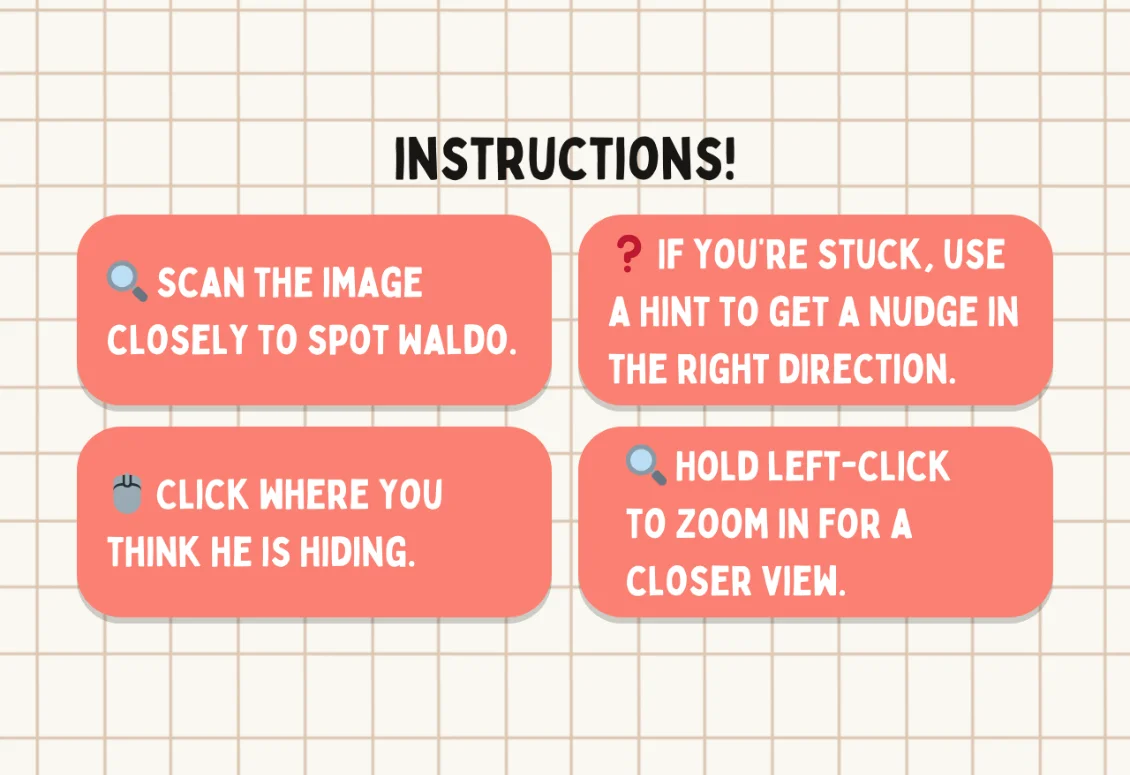 INSTRUCTIONS!
🔍 SCAN THE IMAGE
CLOSELY TO SPOT WALDO.
❓ IF YOU'RE STUCK, USE
A HINT TO GET A NUDGE IN
THE RIGHT DIRECTION.
🖱️ CLICK WHERE YOU
THINK HE IS HIDING.
🔍 HOLD LEFT-CLICK
TO ZOOM IN FOR A
CLOSER VIEW.